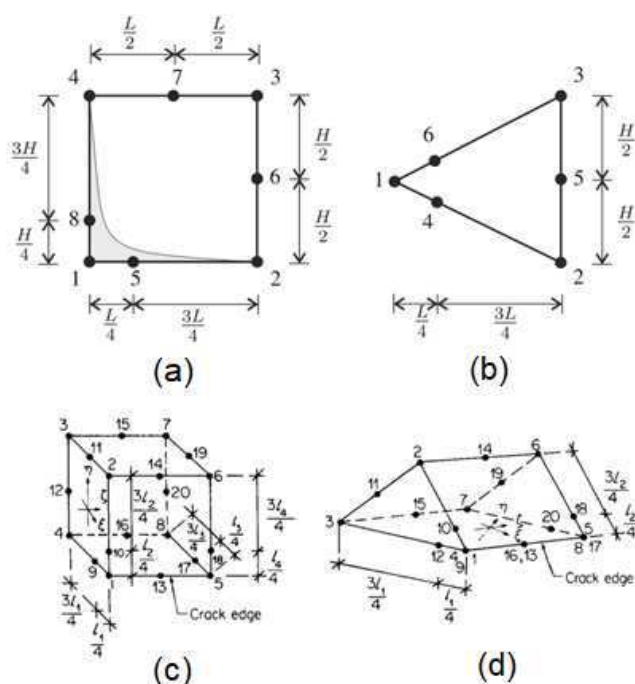 L/2 L/2
4 7 3
3H/4 H/2
8 6
H/4 H/2
1 5 2
L/4 3L/4
(a)
3
6 H/2
1 5
4 H/2
2
L/4 3L/4
(b)
3 15 7
11 19
2 14 6
12 η 3l₂/4 20 3l₄/4
ζ
4 ξ 16 8 3l₃/4 l₃/4
10 l₂/4 18
9 17 l₄/4
13 5
3l₁/4 Crack edge
l₁/4
(c)
2 14 6
11 19 3l₂/4
7 η
15 ζ 18
3 10 20 5 l₂/4
12 4 1 8 17
9 16,13
3l₁/4 l₁/4 Crack edge
(d)